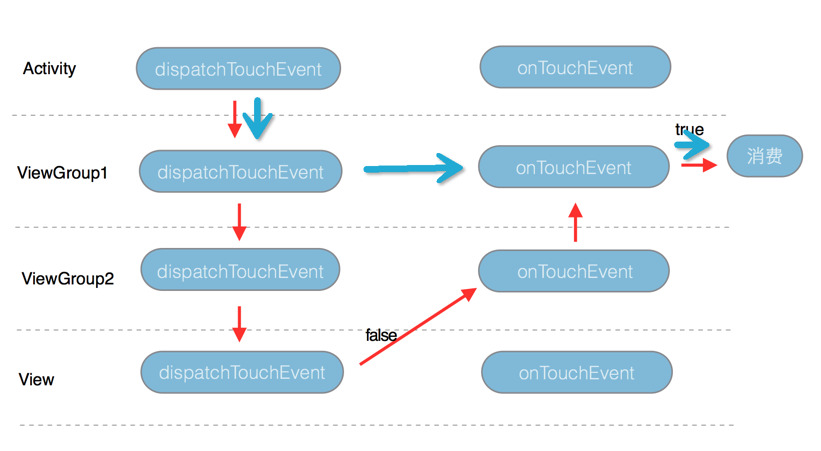 Activity dispatchTouchEvent onTouchEvent
true
ViewGroup1 dispatchTouchEvent onTouchEvent 消费
ViewGroup2 dispatchTouchEvent onTouchEvent
false
View dispatchTouchEvent onTouchEvent